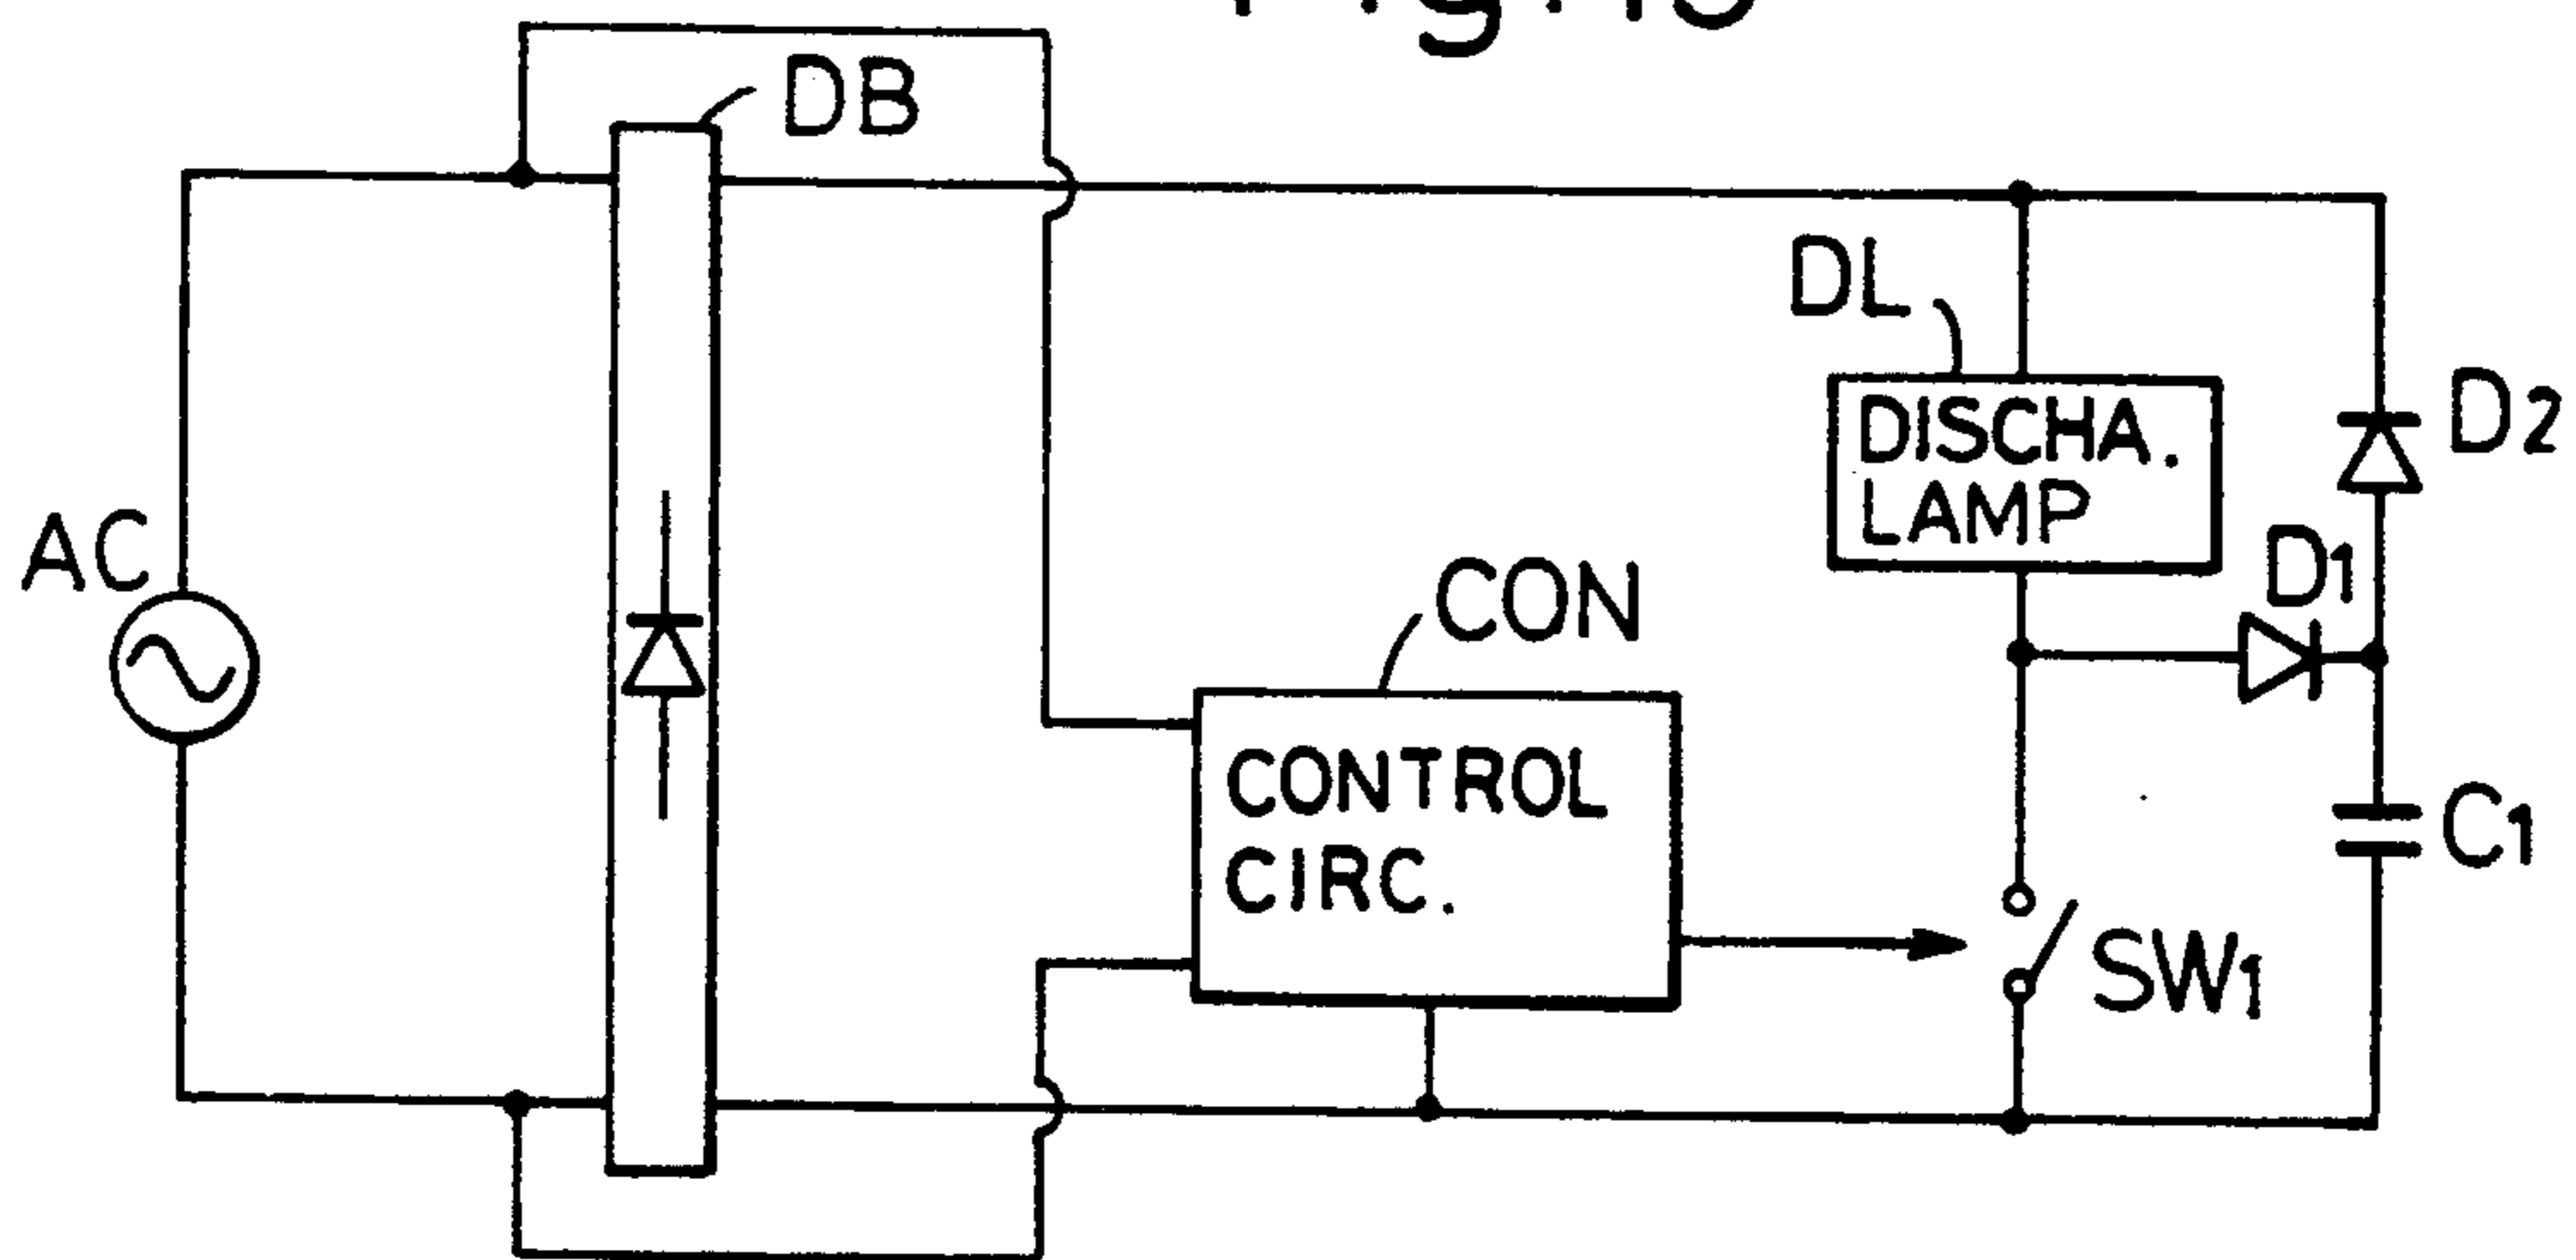 DB
DL
DISCHA.
LAMP
D2
D1
AC
CON
CONTROL
CIRC.
C1
SW1